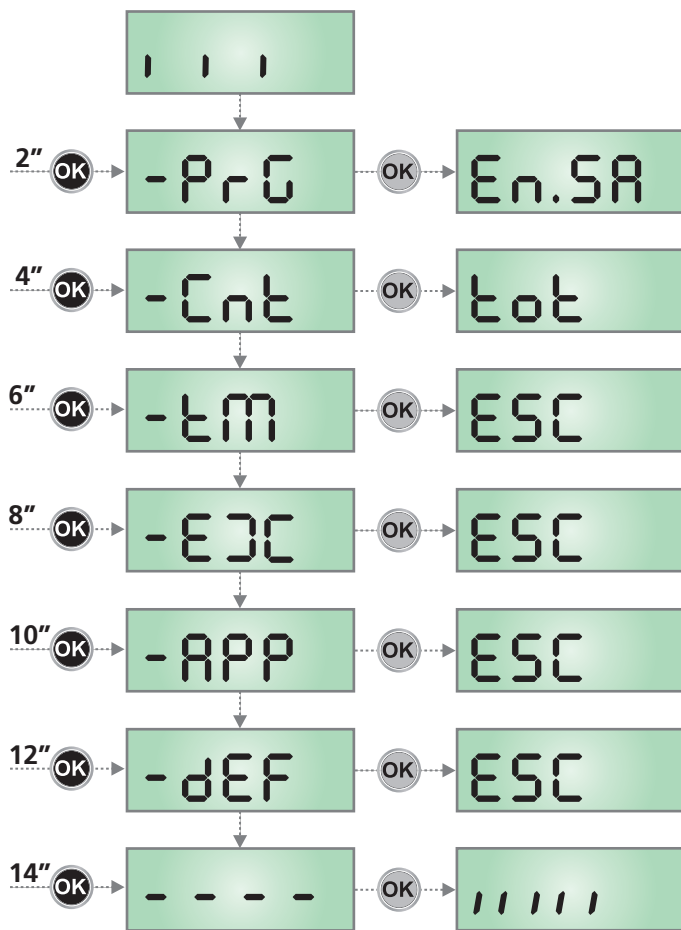 ı ı ı
2” OK -PrG OK En.SA
4” OK -Cnt OK tot
6” OK -tM OK ESC
8” OK -EJC OK ESC
10” OK -APP OK ESC
12” OK -dEF OK ESC
14” OK - - - - OK ı ı ı ı ı